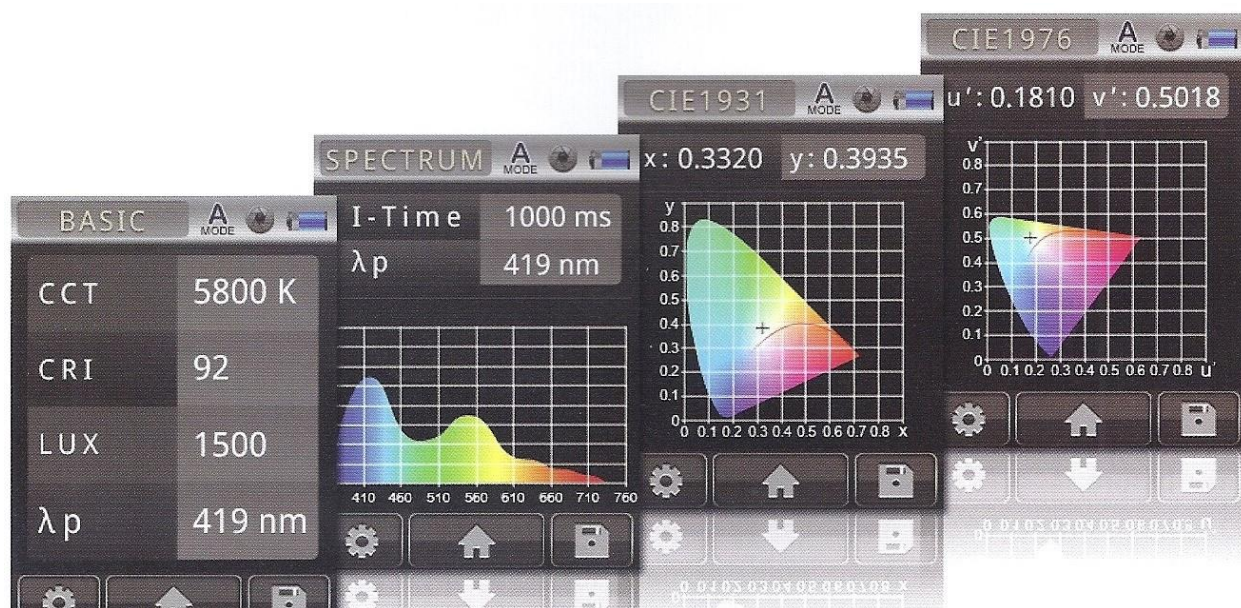 BASIC
A
MODE
CCT 5800 K
CRI 92
LUX 1500
λp 419 nm
SPECTRUM
A
MODE
I-Time 1000 ms
λp 419 nm
410 460 510 560 610 660 710 760
CIE1931
A
MODE
x: 0.3320 y: 0.3935
y
0.8
0.7
0.6
0.5
0.4
0.3
0.2
0.1
0
0 0.1 0.2 0.3 0.4 0.5 0.6 0.7 0.8 x
CIE1976
A
MODE
u': 0.1810 v': 0.5018
v'
0.8
0.7
0.6
0.5
0.4
0.3
0.2
0.1
0
0 0.1 0.2 0.3 0.4 0.5 0.6 0.7 0.8 u'